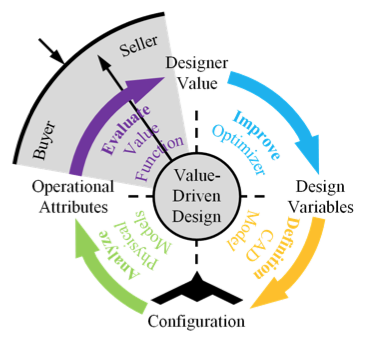 Seller
Buyer
Designer
Value
Evaluate
Value
Function
Improve
Optimizer
Operational
Attributes
Value-
Driven
Design
Design
Variables
Analyze
Physical
Models
Definition
CAD
Model
Configuration